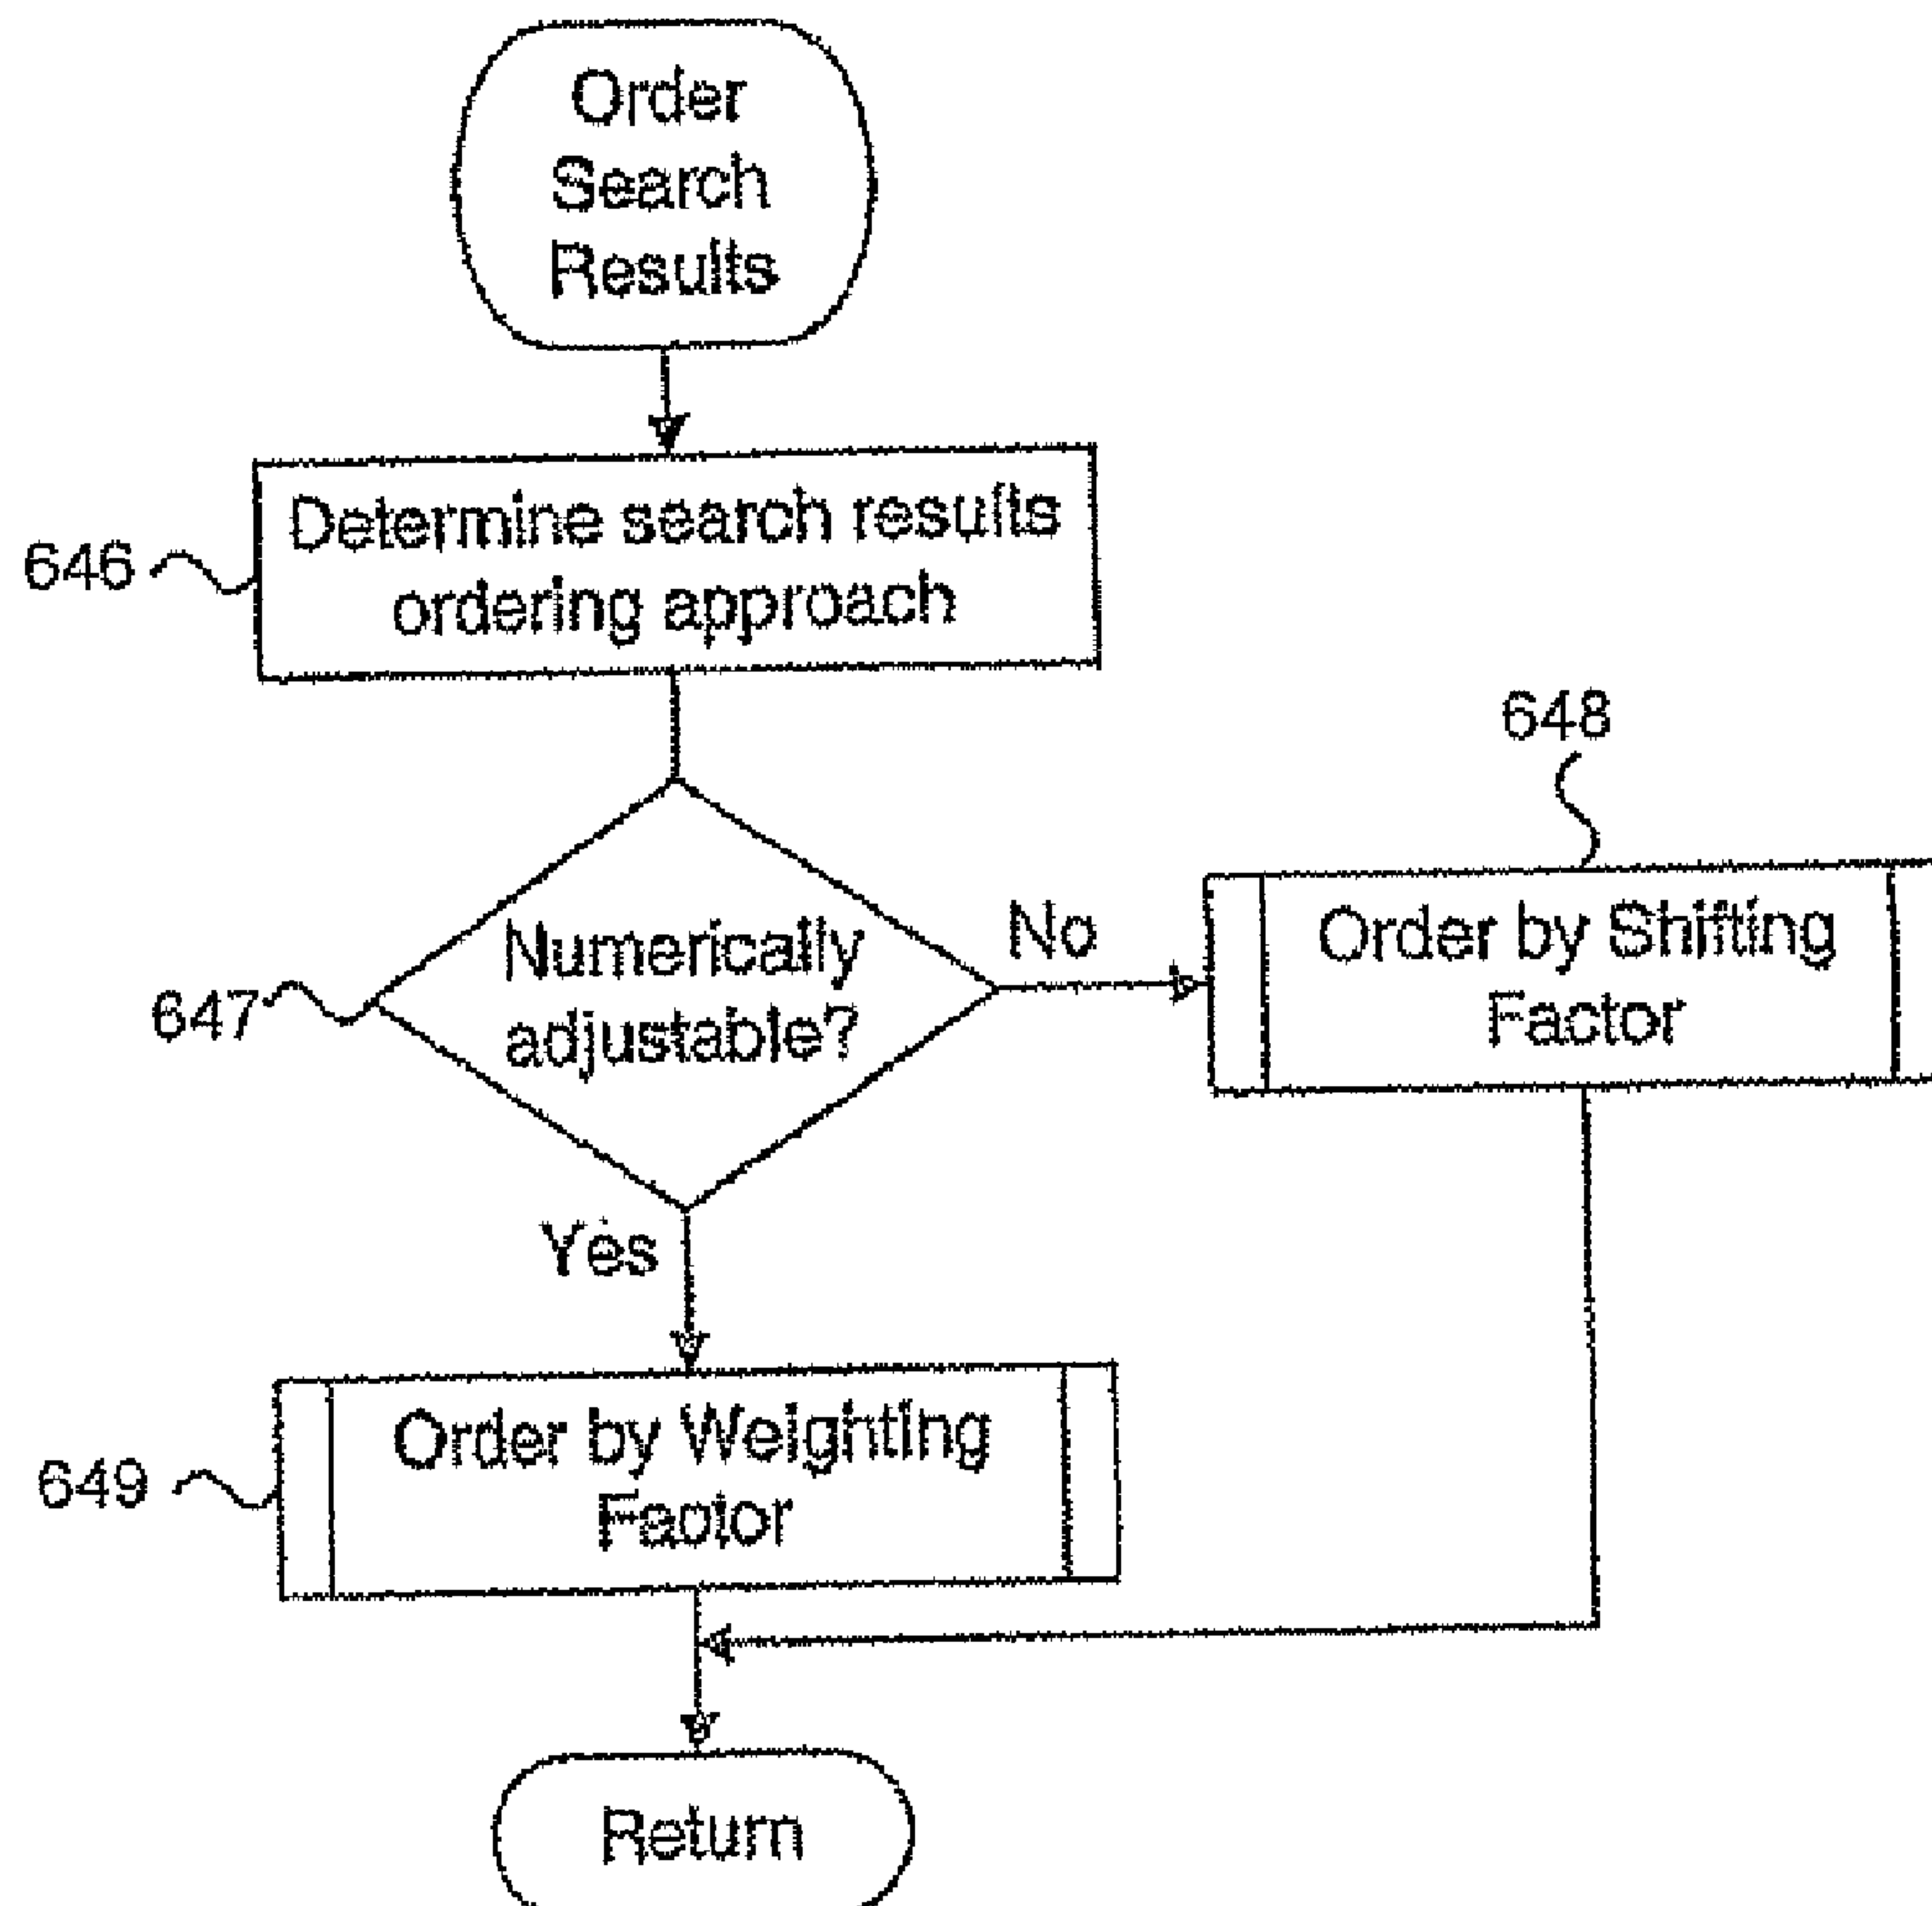 Order
Search
Results
646
Determine search results
ordering approach
648
647
Numerically
adjustable?
No
Order by Shifting
Factor
Yes
649
Order by Weighting
Factor
Return